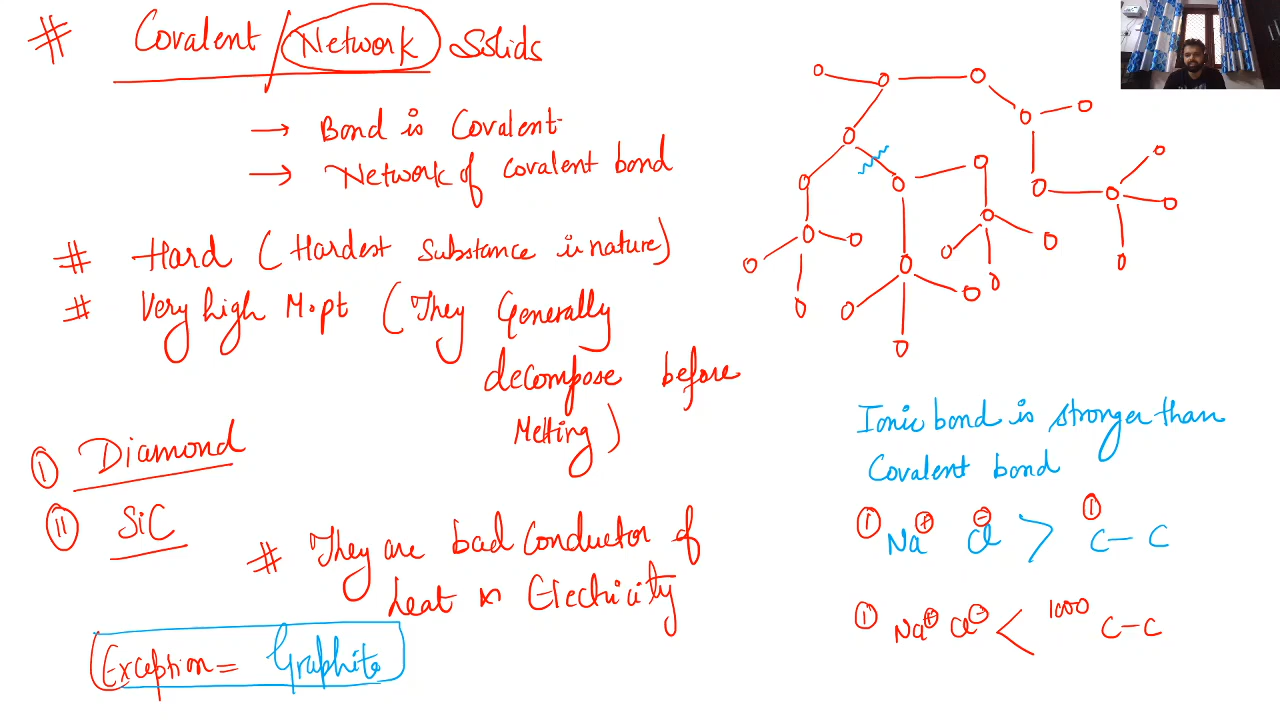 # Covalent / Network Solids
→ Bond is Covalent
→ Network of Covalent bond
# Hard (Hardest Substance in nature)
# Very high M.pt (They Generally
decompose before
Melting)
I Diamond
II SiC
# They are bad Conductor of
heat & Electricity
Exception = Graphite
Ionic bond is stronger than
Covalent bond
① Na⊕ Cl⊖ > ① C–C
① Na⊕ Cl⊖ < 1000 C–C